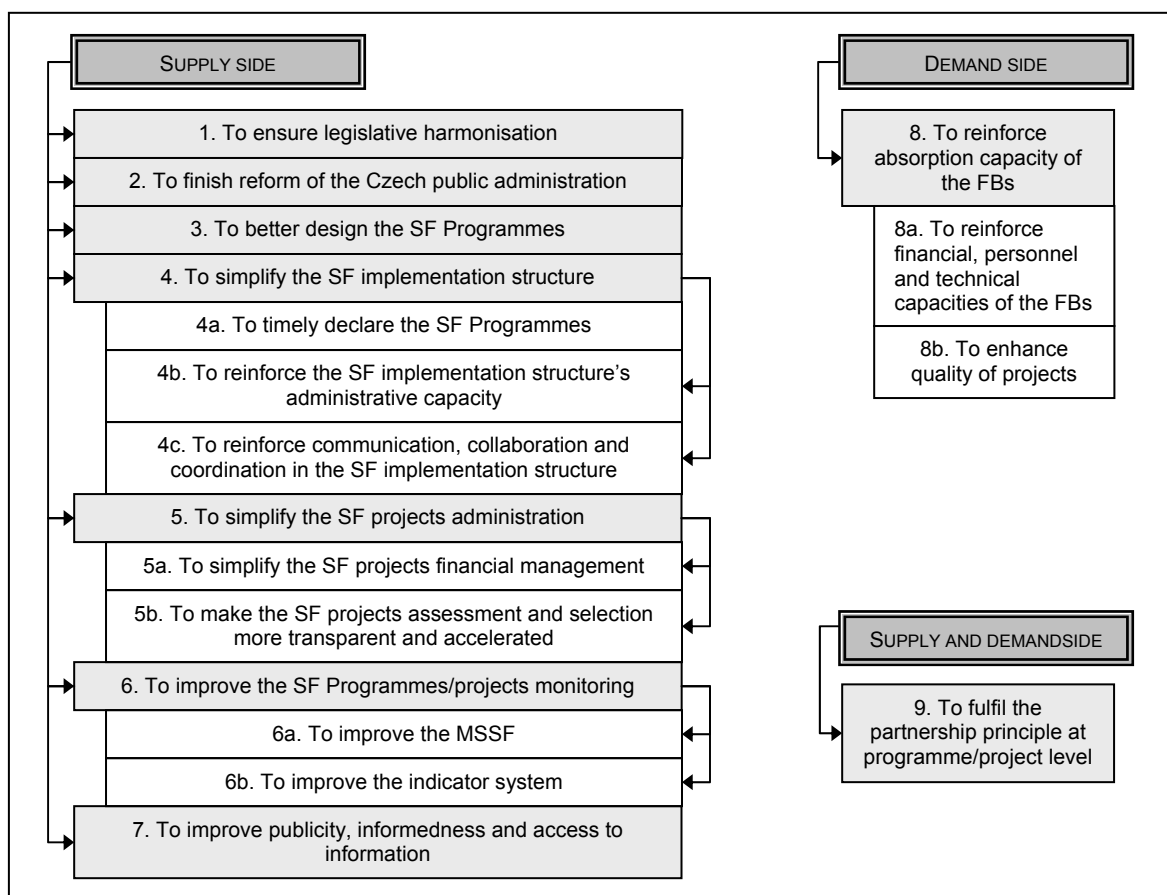 SUPPLY SIDE
1. To ensure legislative harmonisation
2. To finish reform of the Czech public administration
3. To better design the SF Programmes
4. To simplify the SF implementation structure
4a. To timely declare the SF Programmes
4b. To reinforce the SF implementation structure’s
administrative capacity
4c. To reinforce communication, collaboration and
coordination in the SF implementation structure
5. To simplify the SF projects administration
5a. To simplify the SF projects financial management
5b. To make the SF projects assessment and selection
more transparent and accelerated
6. To improve the SF Programmes/projects monitoring
6a. To improve the MSSF
6b. To improve the indicator system
7. To improve publicity, informedness and access to
information
DEMAND SIDE
8. To reinforce
absorption capacity of
the FBs
8a. To reinforce
financial, personnel
and technical
capacities of the FBs
8b. To enhance
quality of projects
SUPPLY AND DEMANDSIDE
9. To fulfil the
partnership principle at
programme/project level